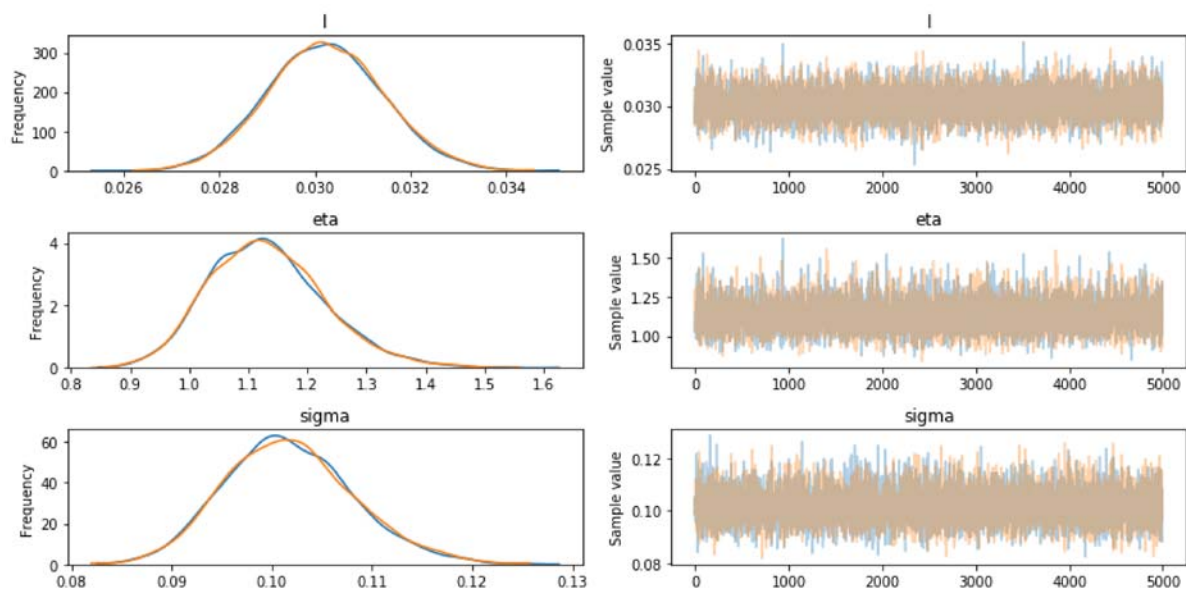 l
l
Frequency
300
200
100
0
0.026 0.028 0.030 0.032 0.034
Sample value
0.035
0.030
0.025
0 1000 2000 3000 4000 5000
eta
eta
Frequency
4
2
0
0.8 0.9 1.0 1.1 1.2 1.3 1.4 1.5 1.6
Sample value
1.50
1.25
1.00
0 1000 2000 3000 4000 5000
sigma
sigma
Frequency
60
40
20
0
0.08 0.09 0.10 0.11 0.12 0.13
Sample value
0.12
0.10
0.08
0 1000 2000 3000 4000 5000